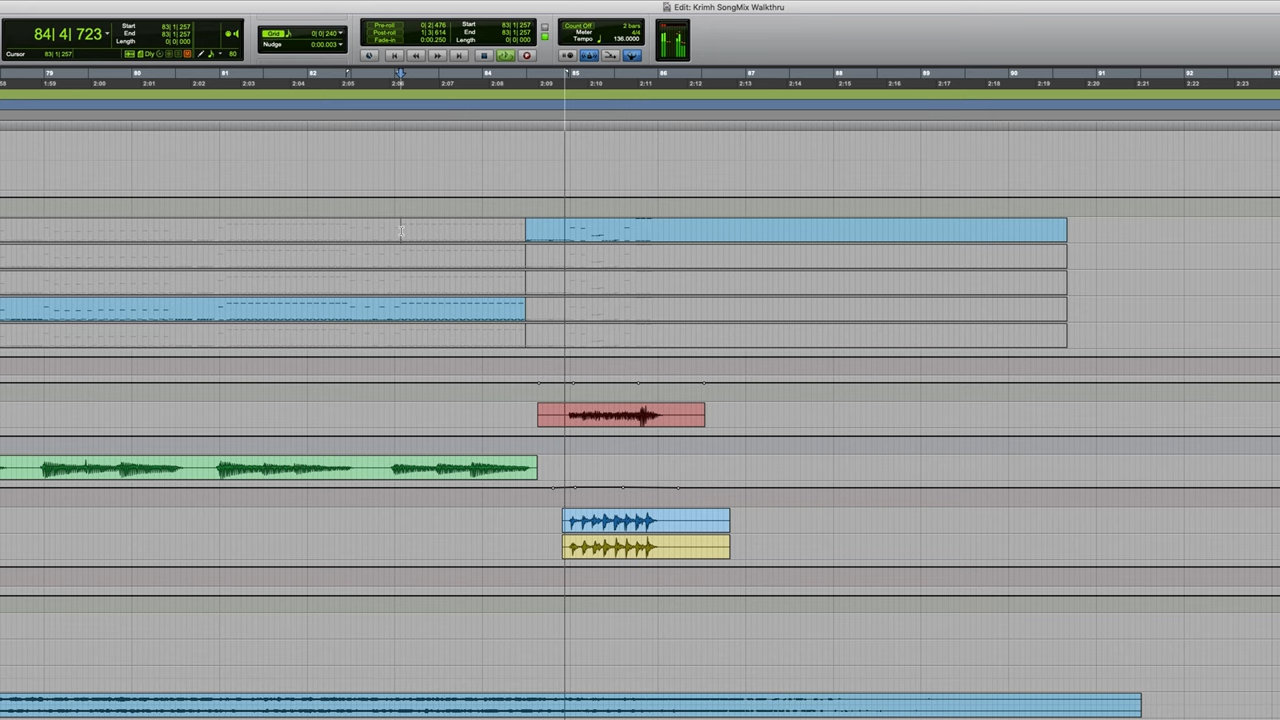 Edit: Krimh SongMix Walkthru
84| 4| 723
Start 83| 1| 257
End 83| 1| 257
Length 0| 0| 000
Cursor 83| 1| 257
Dly
80
Grid 0| 0| 240
Nudge 0:00.003
Pre-roll 0| 2| 476
Post-roll 1| 3| 614
Fade-in 0:00.250
Start 83| 1| 257
End 83| 1| 257
Length 0| 0| 000
Count Off 2 bars
Meter 4/4
Tempo 136.0000
79 80 81 82 84 85 86 87 88 89 90 91 92
1:59 2:00 2:01 2:02 2:03 2:04 2:05 2:07 2:08 2:09 2:10 2:11 2:12 2:13 2:14 2:15 2:16 2:17 2:18 2:19 2:20 2:21 2:22 2:23